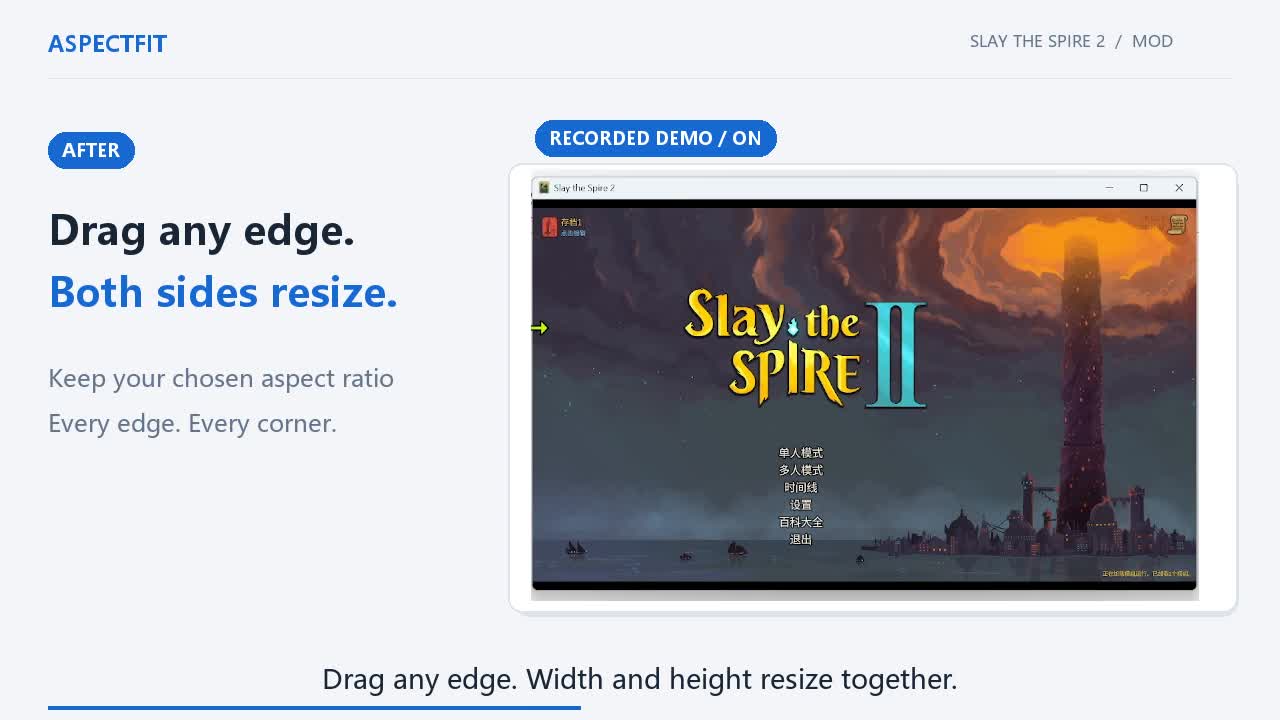 ASPECTFIT
SLAY THE SPIRE 2 / MOD
AFTER
RECORDED DEMO / ON
Drag any edge.
Both sides resize.
Keep your chosen aspect ratio
Every edge. Every corner.
Slay the Spire 2
存档1
Slay the
SPIRE II
单人模式
多人模式
时间线
设置
百科大全
退出
Drag any edge. Width and height resize together.